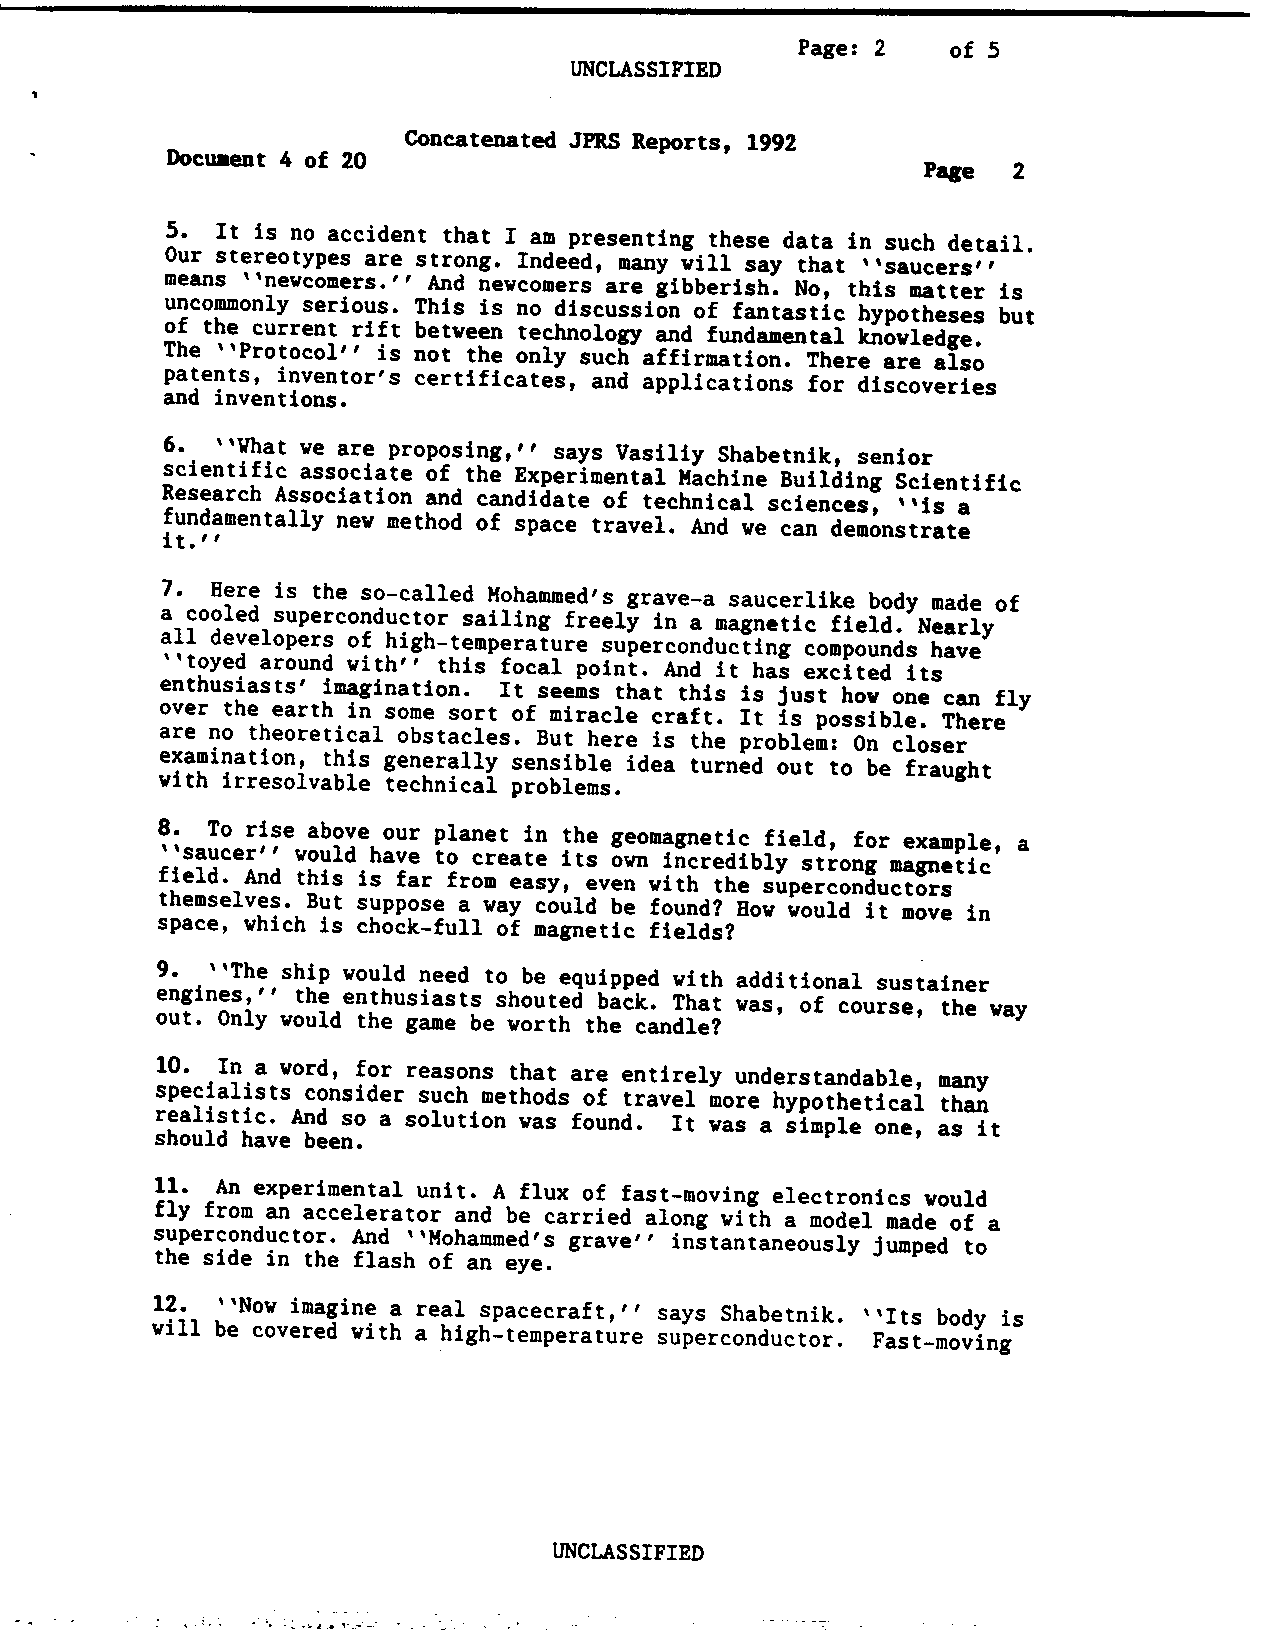 Page: 2 of 5
UNCLASSIFIED
Concatenated JPRS Reports, 1992
Document 4 of 20
Page 2
5. It is no accident that I am presenting these data in such detail.
Our stereotypes are strong. Indeed, many will say that ''saucers''
means ''newcomers.'' And newcomers are gibberish. No, this matter is
uncommonly serious. This is no discussion of fantastic hypotheses but
of the current rift between technology and fundamental knowledge.
The ''Protocol'' is not the only such affirmation. There are also
patents, inventor's certificates, and applications for discoveries
and inventions.
6. ''What we are proposing,'' says Vasiliy Shabetnik, senior
scientific associate of the Experimental Machine Building Scientific
Research Association and candidate of technical sciences, ''is a
fundamentally new method of space travel. And we can demonstrate
it.''
7. Here is the so-called Mohammed's grave-a saucerlike body made of
a cooled superconductor sailing freely in a magnetic field. Nearly
all developers of high-temperature superconducting compounds have
''toyed around with'' this focal point. And it has excited its
enthusiasts' imagination. It seems that this is just how one can fly
over the earth in some sort of miracle craft. It is possible. There
are no theoretical obstacles. But here is the problem: On closer
examination, this generally sensible idea turned out to be fraught
with irresolvable technical problems.
8. To rise above our planet in the geomagnetic field, for example, a
''saucer'' would have to create its own incredibly strong magnetic
field. And this is far from easy, even with the superconductors
themselves. But suppose a way could be found? How would it move in
space, which is chock-full of magnetic fields?
9. ''The ship would need to be equipped with additional sustainer
engines,'' the enthusiasts shouted back. That was, of course, the way
out. Only would the game be worth the candle?
10. In a word, for reasons that are entirely understandable, many
specialists consider such methods of travel more hypothetical than
realistic. And so a solution was found. It was a simple one, as it
should have been.
11. An experimental unit. A flux of fast-moving electronics would
fly from an accelerator and be carried along with a model made of a
superconductor. And ''Mohammed's grave'' instantaneously jumped to
the side in the flash of an eye.
12. ''Now imagine a real spacecraft,'' says Shabetnik. ''Its body is
will be covered with a high-temperature superconductor. Fast-moving
UNCLASSIFIED